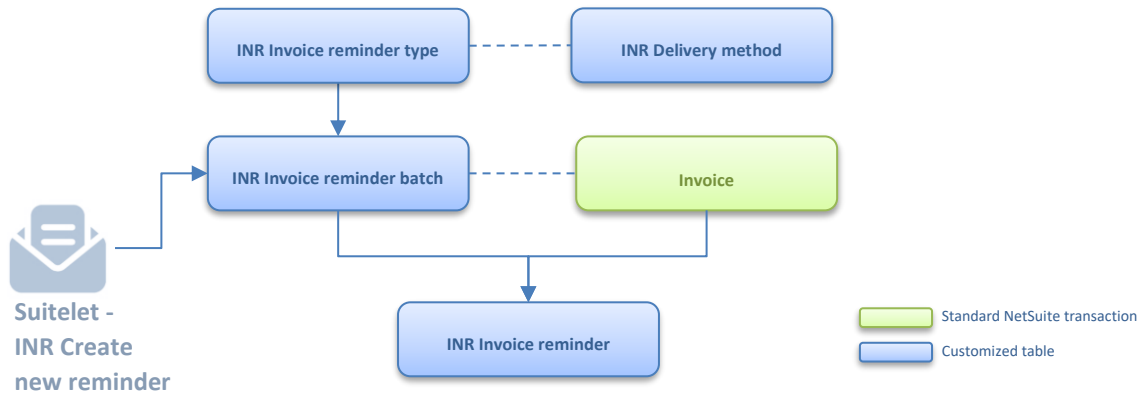 INR Invoice reminder type
INR Delivery method
INR Invoice reminder batch
Invoice
Suitelet -
INR Create
new reminder
INR Invoice reminder
Standard NetSuite transaction
Customized table